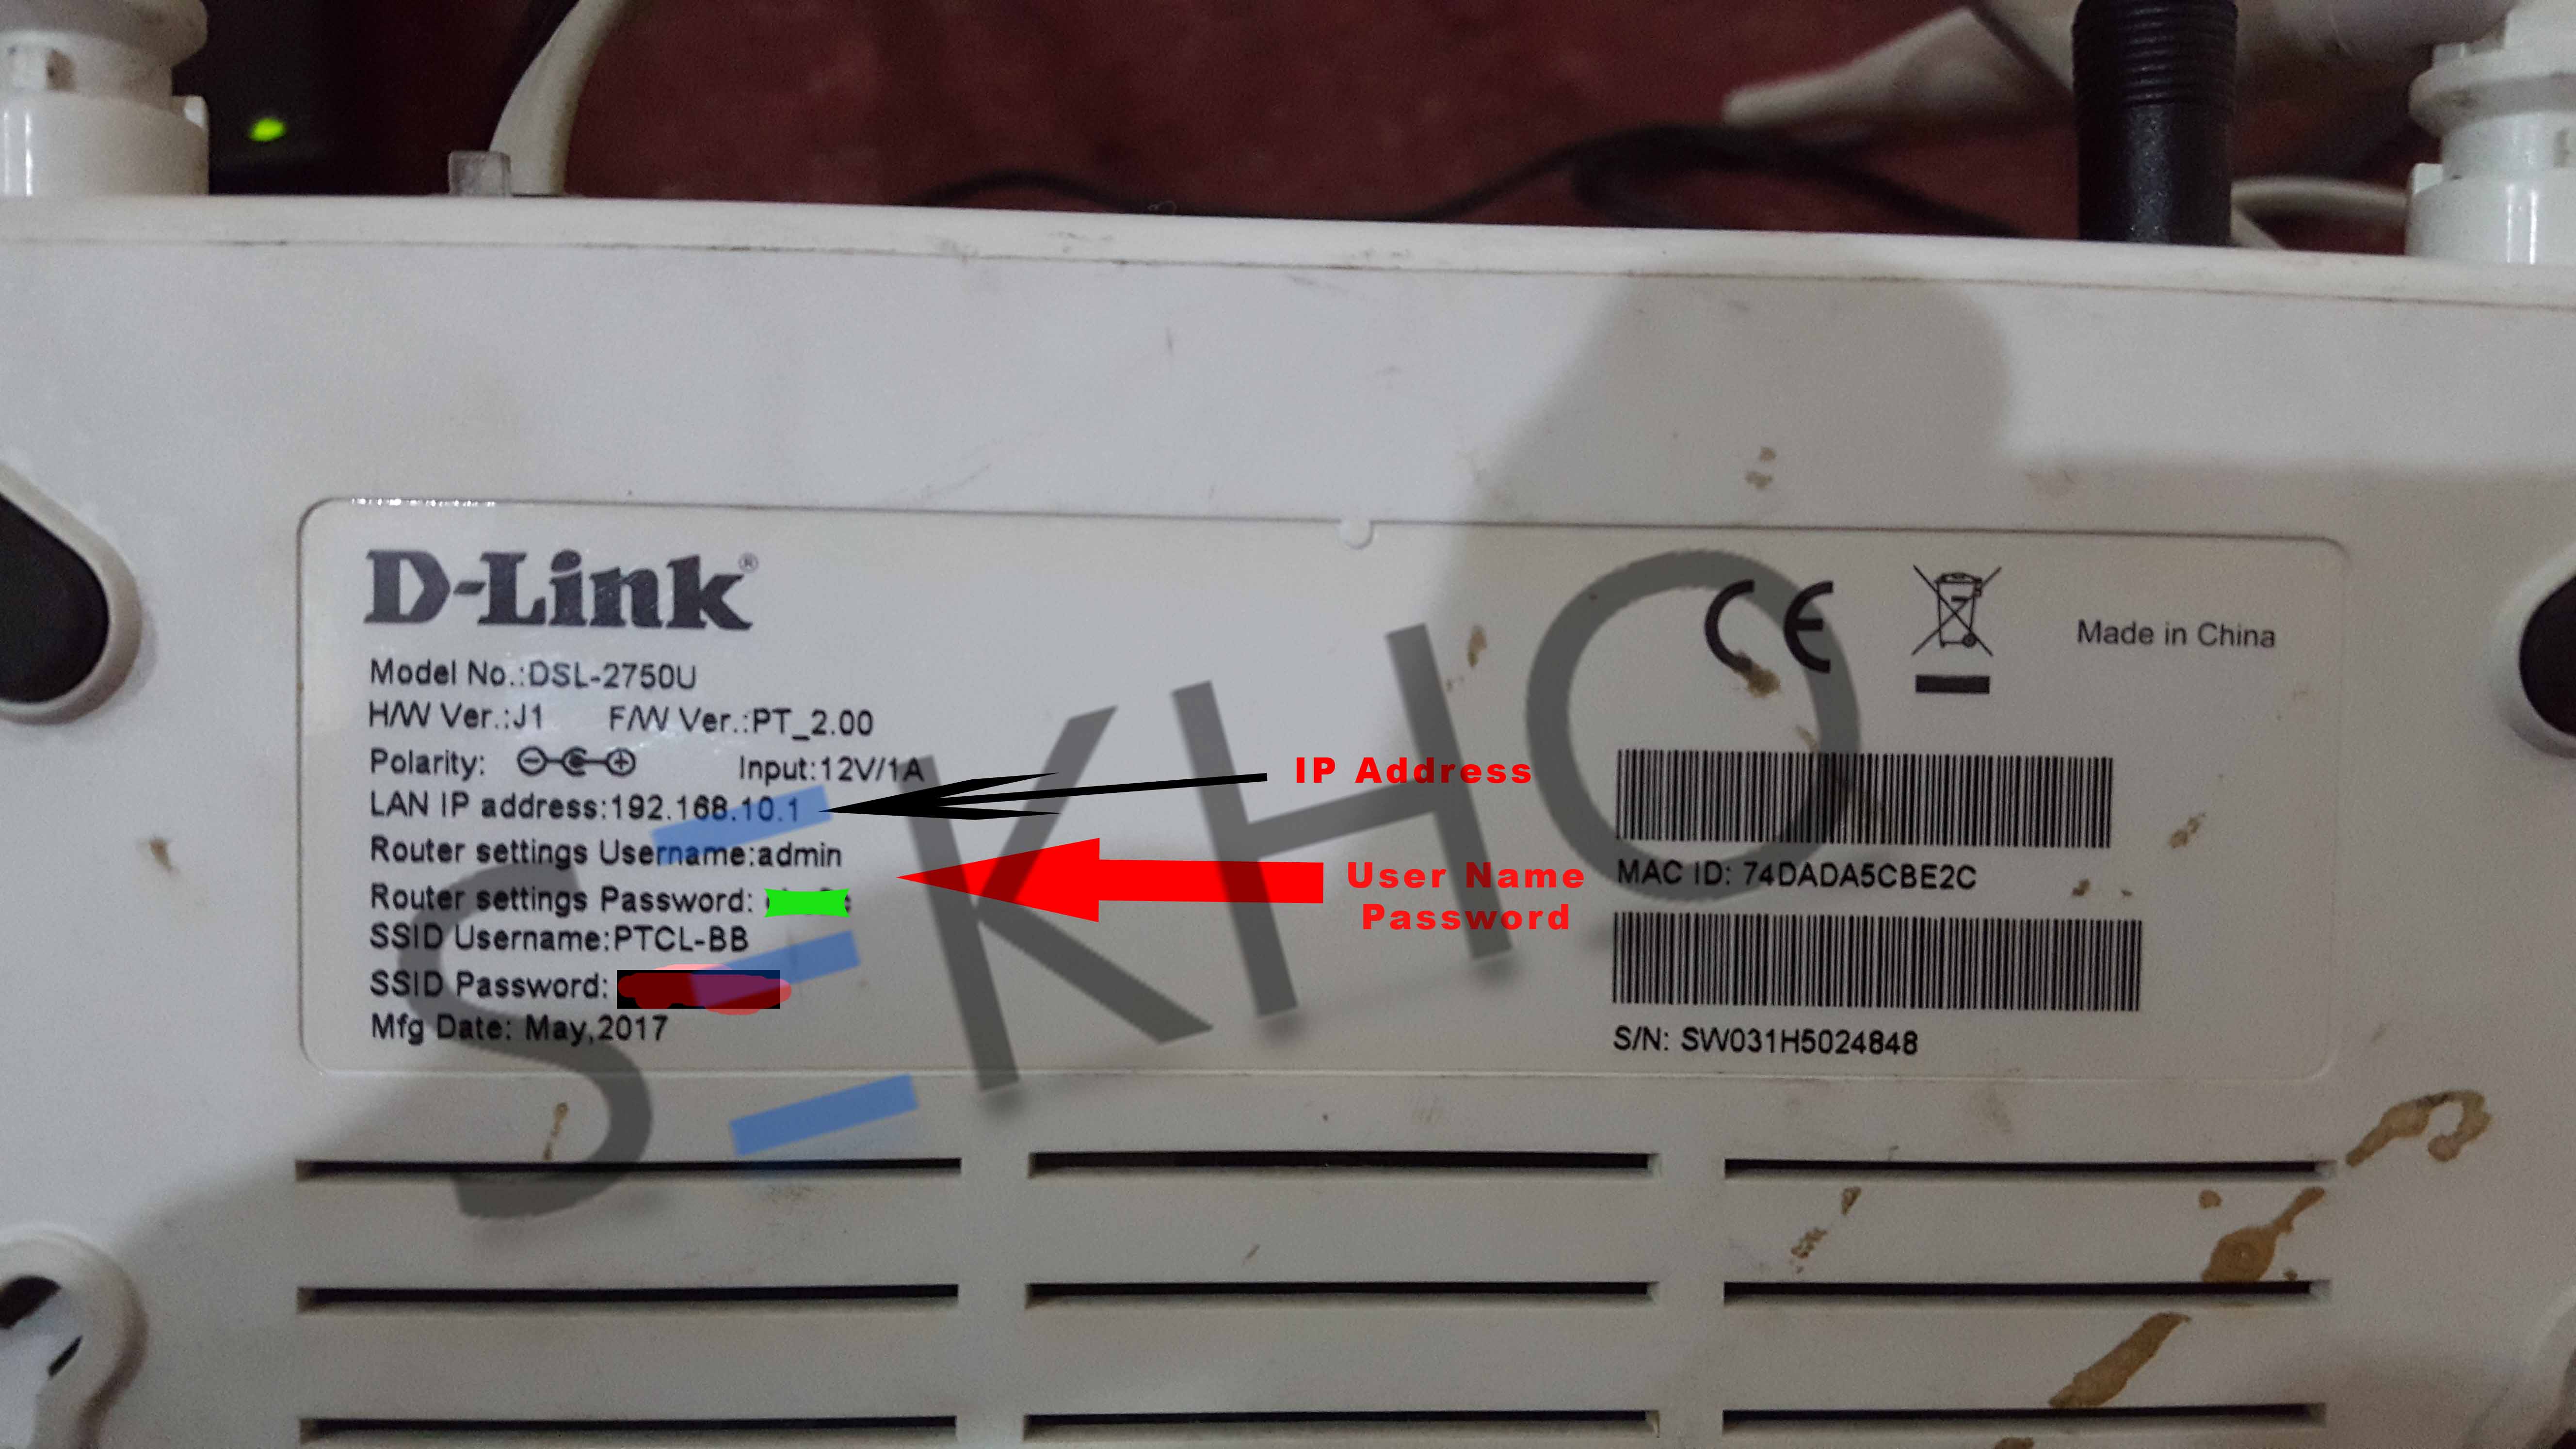 D-Link®
Model No.:DSL-2750U
H/W Ver.:J1 F/W Ver.:PT_2.00
Polarity: Input:12V/1A
LAN IP address:192.168.10.1
Router settings Username:admin
Router settings Password:
SSID Username:PTCL-BB
SSID Password:
Mfg Date: May,2017
IP Address
User Name
Password
CE
Made in China
MAC ID: 74DADA5CBE2C
S/N: SW031H5024848
SEKHO